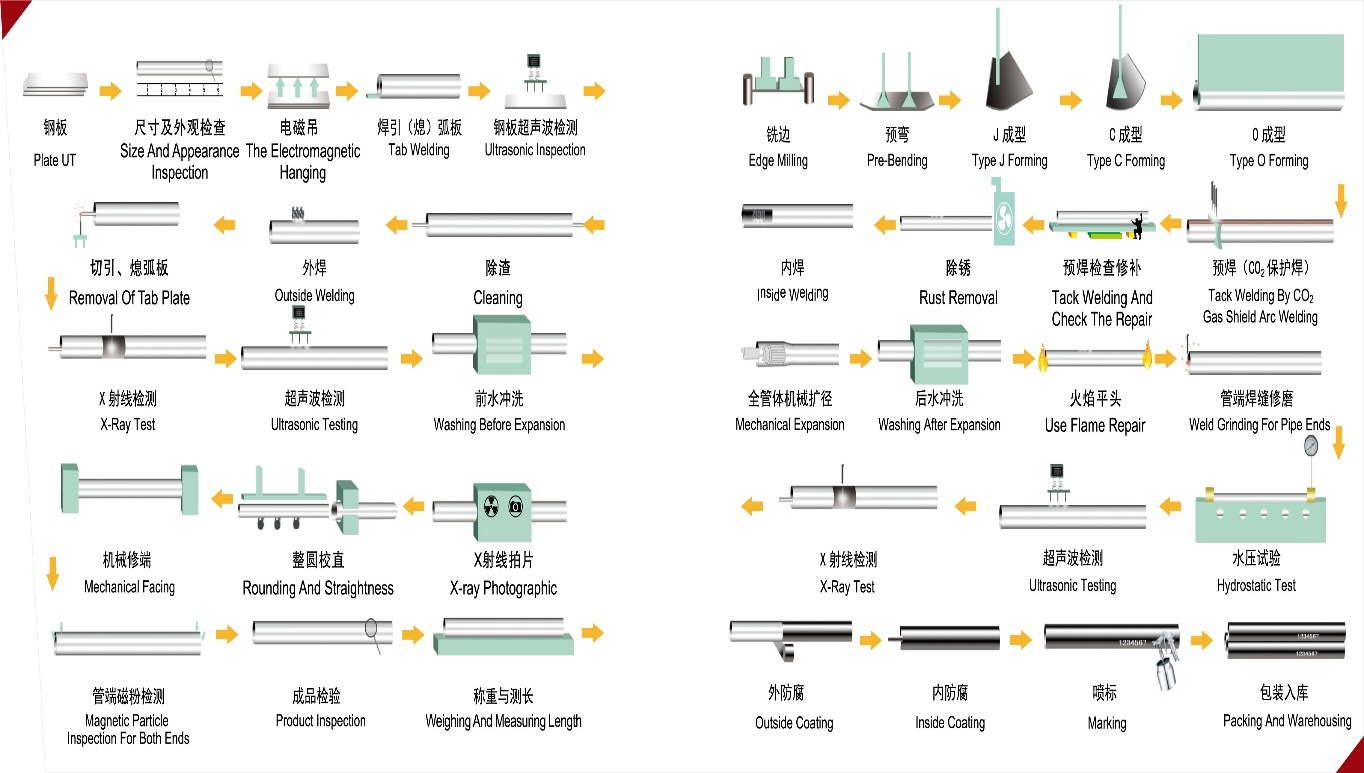 钢板
Plate UT
尺寸及外观检查
Size And Appearance
Inspection
电磁吊
The Electromagnetic
Hanging
焊引（熄）弧板
Tab Welding
钢板超声波检测
Ultrasonic Inspection
铣边
Edge Milling
预弯
Pre-Bending
J 成型
Type J Forming
C 成型
Type C Forming
O 成型
Type O Forming
切引、熄弧板
Removal Of Tab Plate
外焊
Outside Welding
除渣
Cleaning
内焊
Inside Welding
除锈
Rust Removal
预焊检查修补
Tack Welding And
Check The Repair
预焊（CO₂保护焊）
Tack Welding By CO₂
Gas Shield Arc Welding
X 射线检测
X-Ray Test
超声波检测
Ultrasonic Testing
前水冲洗
Washing Before Expansion
全管体机械扩径
Mechanical Expansion
后水冲洗
Washing After Expansion
火焰平头
Use Flame Repair
管端焊缝修磨
Weld Grinding For Pipe Ends
机械修端
Mechanical Facing
整圆校直
Rounding And Straightness
X射线拍片
X-ray Photographic
X 射线检测
X-Ray Test
超声波检测
Ultrasonic Testing
水压试验
Hydrostatic Test
管端磁粉检测
Magnetic Particle
Inspection For Both Ends
成品检验
Product Inspection
称重与测长
Weighing And Measuring Length
外防腐
Outside Coating
内防腐
Inside Coating
1234567
喷标
Marking
1234567
1234567
包装入库
Packing And Warehousing